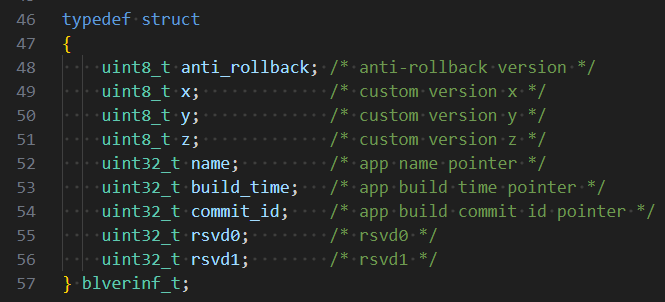 46 typedef struct
47 {
48     uint8_t anti_rollback; /* anti-rollback version */
49     uint8_t x;             /* custom version x */
50     uint8_t y;             /* custom version y */
51     uint8_t z;             /* custom version z */
52     uint32_t name;         /* app name pointer */
53     uint32_t build_time;   /* app build time pointer */
54     uint32_t commit_id;    /* app build commit id pointer */
55     uint32_t rsvd0;        /* rsvd0 */
56     uint32_t rsvd1;        /* rsvd1 */
57 } blverinf_t;